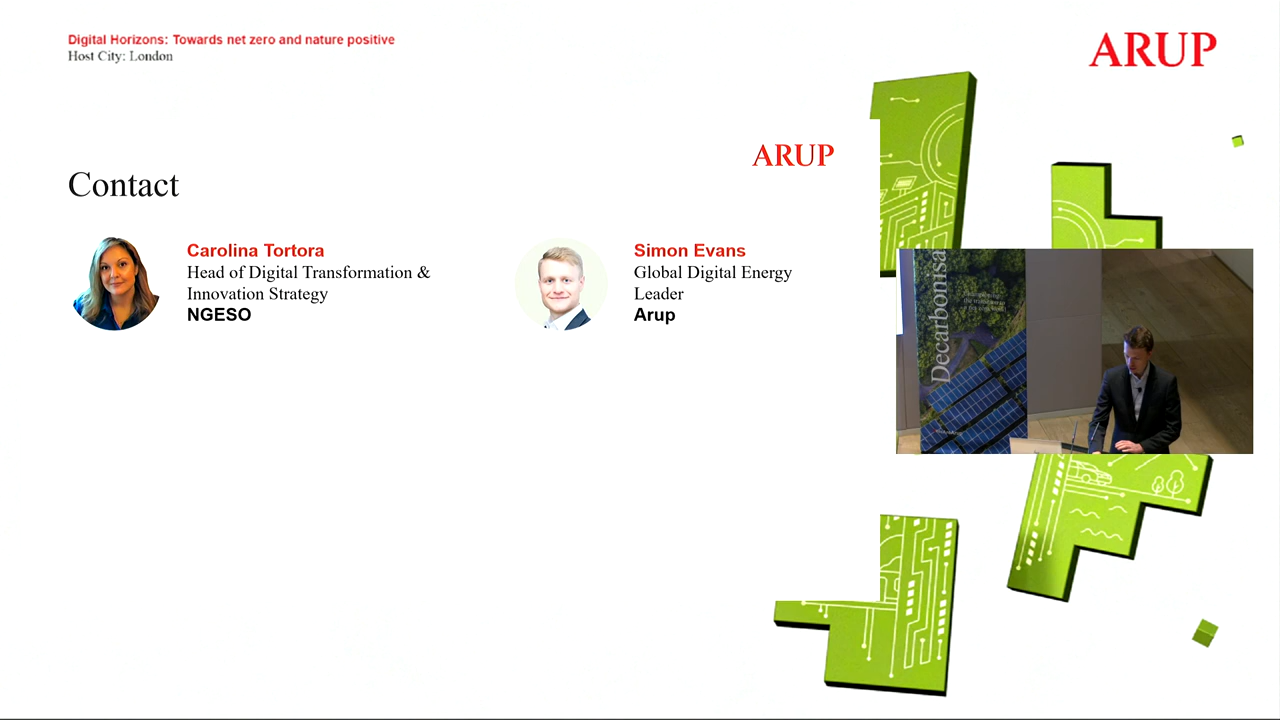 Digital Horizons: Towards net zero and nature positive
Host City: London
ARUP
ARUP
Contact
Carolina Tortora
Head of Digital Transformation &
Innovation Strategy
NGESO
Simon Evans
Global Digital Energy
Leader
Arup
Decarbonisa